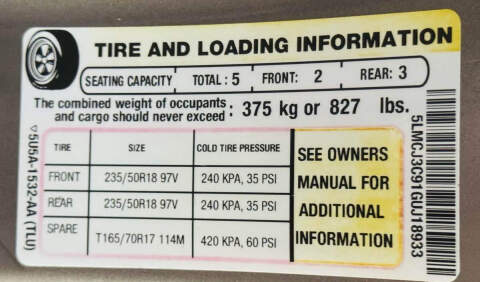 TIRE AND LOADING INFORMATION
SEATING CAPACITY TOTAL : 5 FRONT: 2 REAR: 3
The combined weight of occupants
and cargo should never exceed : 375 kg or 827 lbs.
TIRE SIZE COLD TIRE PRESSURE
FRONT 235/50R18 97V 240 KPA, 35 PSI
REAR 235/50R18 97V 240 KPA, 35 PSI
SPARE T165/70R17 114M 420 KPA, 60 PSI
SEE OWNERS
MANUAL FOR
ADDITIONAL
INFORMATION
▽5U5A-1532-AA (TLU)
5LMCJ3C91GUJ18933